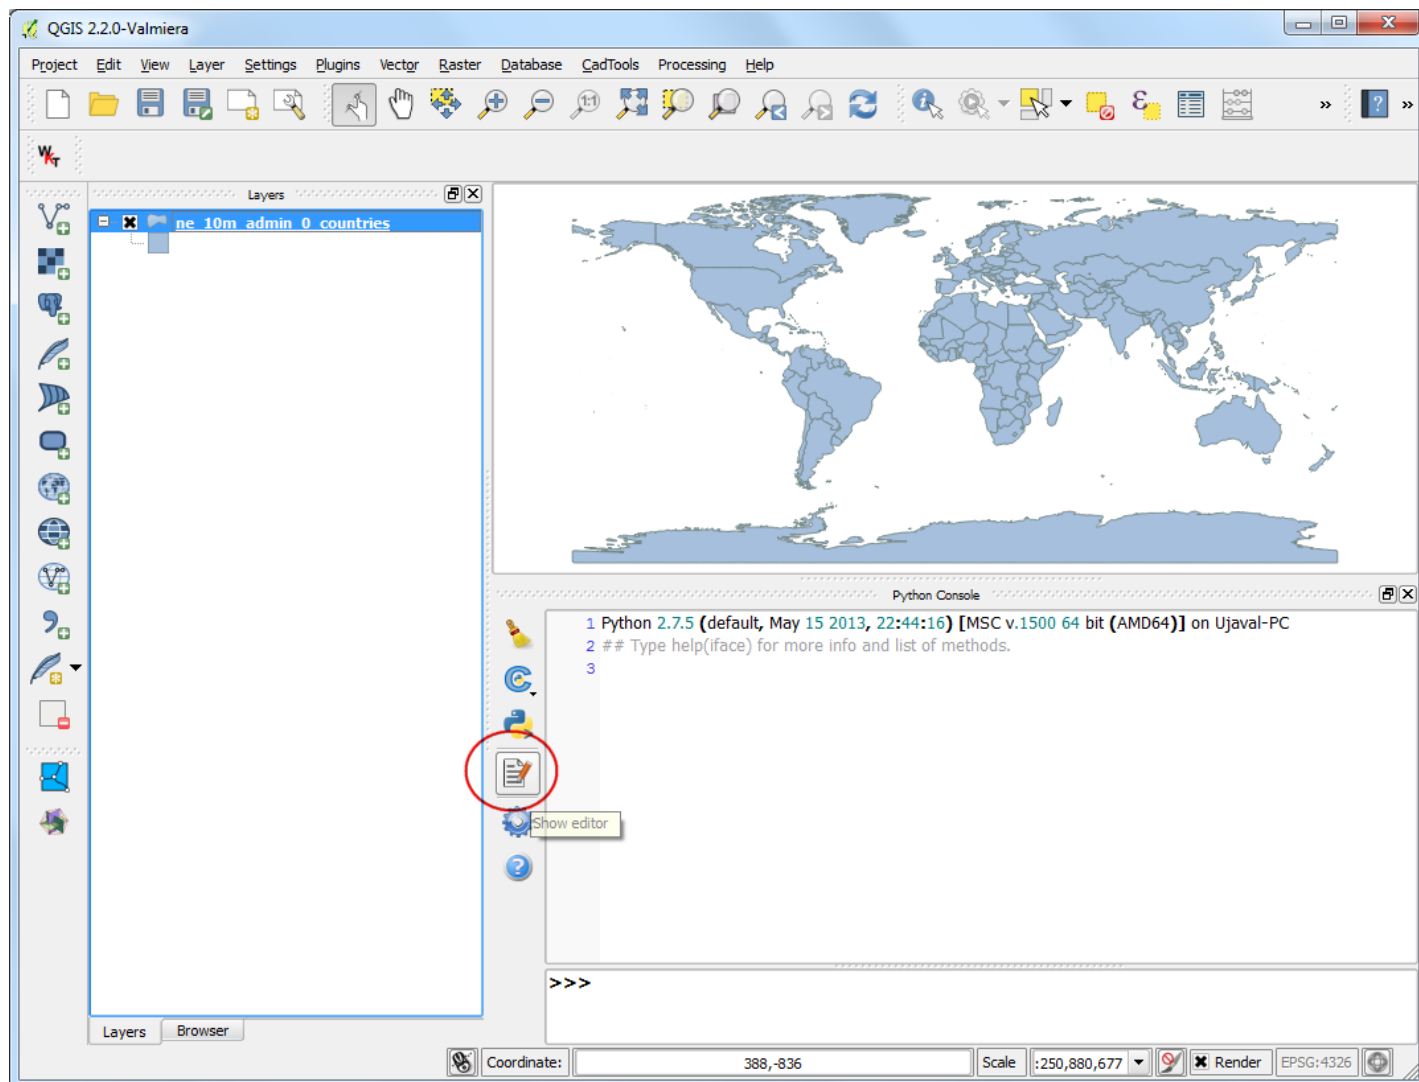 QGIS 2.2.0-Valmiera
Project Edit View Layer Settings Plugins Vector Raster Database CadTools Processing Help
1:1
ε
»
?
»
WKT
Layers
ne_10m_admin_0_countries
Python Console
1 Python 2.7.5 (default, May 15 2013, 22:44:16) [MSC v.1500 64 bit (AMD64)] on Ujaval-PC
2 ## Type help(iface) for more info and list of methods.
3
Show editor
?
>>>
Layers Browser
Coordinate: 388,-836 Scale :250,880,677 Render EPSG:4326